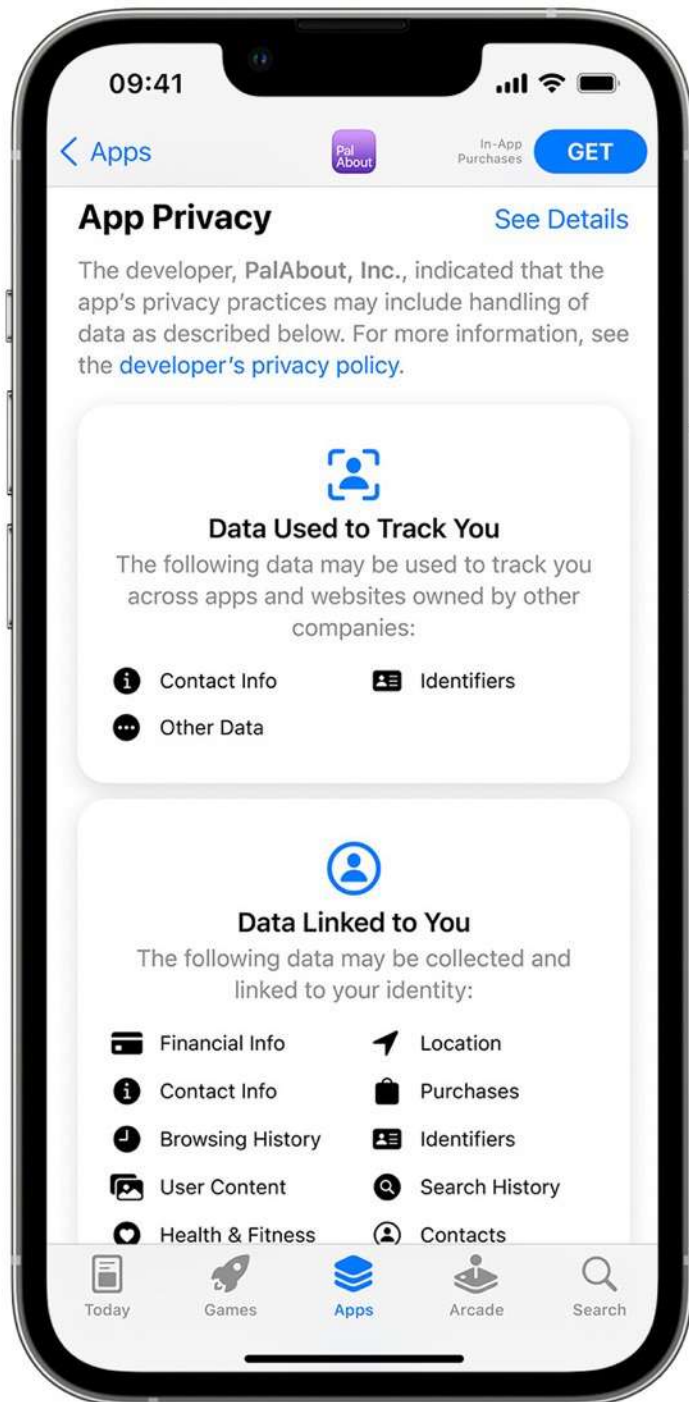 09:41
Apps
Pal
About
In-App
Purchases
GET
App Privacy
See Details
The developer, PalAbout, Inc., indicated that the
app's privacy practices may include handling of
data as described below. For more information, see
the developer's privacy policy.
Data Used to Track You
The following data may be used to track you
across apps and websites owned by other
companies:
Contact Info
Identifiers
Other Data
Data Linked to You
The following data may be collected and
linked to your identity:
Financial Info
Location
Contact Info
Purchases
Browsing History
Identifiers
User Content
Search History
Health & Fitness
Contacts
Today
Games
Apps
Arcade
Search